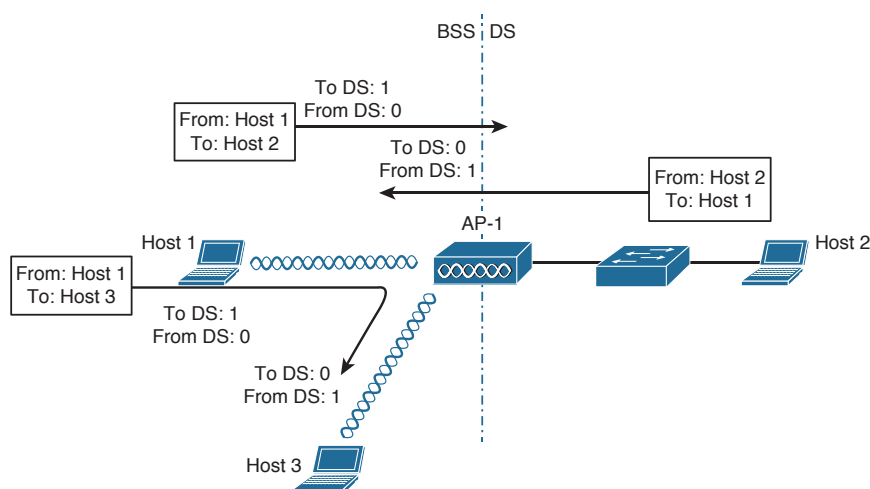 BSS DS
To DS: 1
From DS: 0
From: Host 1
To: Host 2
To DS: 0
From DS: 1
From: Host 2
To: Host 1
AP-1
Host 1
Host 2
From: Host 1
To: Host 3
To DS: 1
From DS: 0
To DS: 0
From DS: 1
Host 3